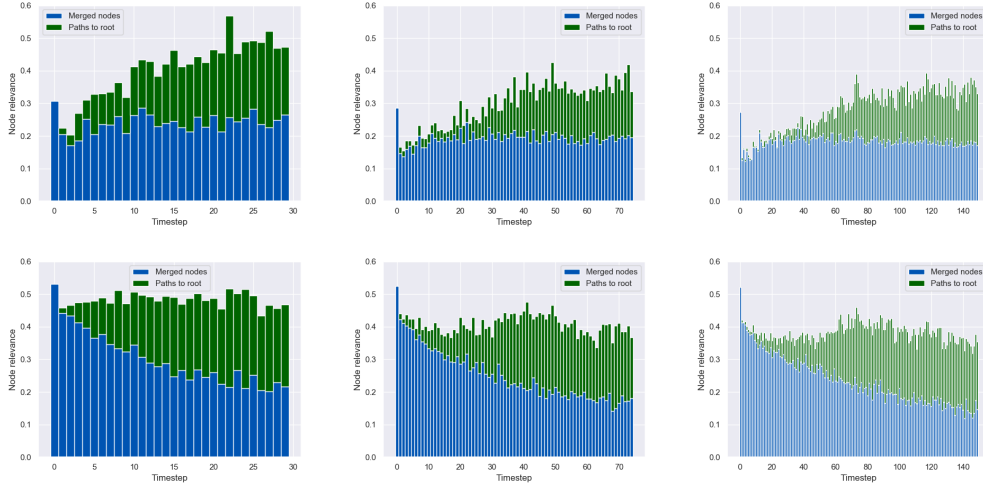 0.6
0.5
0.4
0.3
0.2
0.1
0.0
Node relevance
Merged nodes
Paths to root
0 5 10 15 20 25 30
Timestep
0.6
0.5
0.4
0.3
0.2
0.1
0.0
Node relevance
Merged nodes
Paths to root
0 10 20 30 40 50 60 70
Timestep
0.6
0.5
0.4
0.3
0.2
0.1
0.0
Node relevance
Merged nodes
Paths to root
0 20 40 60 80 100 120 140
Timestep
0.6
0.5
0.4
0.3
0.2
0.1
0.0
Node relevance
Merged nodes
Paths to root
0 5 10 15 20 25 30
Timestep
0.6
0.5
0.4
0.3
0.2
0.1
0.0
Node relevance
Merged nodes
Paths to root
0 10 20 30 40 50 60 70
Timestep
0.6
0.5
0.4
0.3
0.2
0.1
0.0
Node relevance
Merged nodes
Paths to root
0 20 40 60 80 100 120 140
Timestep